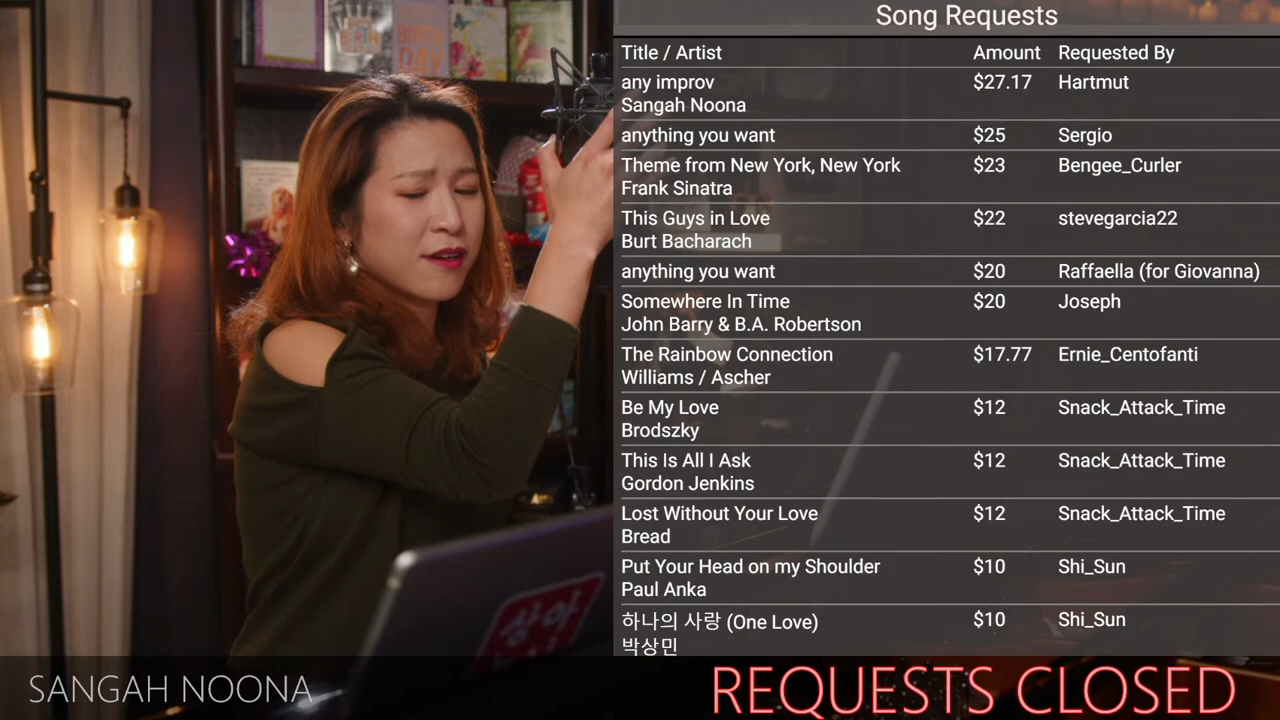 Song Requests
Title / Artist Amount Requested By
any improv $27.17 Hartmut
Sangah Noona
anything you want $25 Sergio
Theme from New York, New York $23 Bengee_Curler
Frank Sinatra
This Guys in Love $22 stevegarcia22
Burt Bacharach
anything you want $20 Raffaella (for Giovanna)
Somewhere In Time $20 Joseph
John Barry & B.A. Robertson
The Rainbow Connection $17.77 Ernie_Centofanti
Williams / Ascher
Be My Love $12 Snack_Attack_Time
Brodszky
This Is All I Ask $12 Snack_Attack_Time
Gordon Jenkins
Lost Without Your Love $12 Snack_Attack_Time
Bread
Put Your Head on my Shoulder $10 Shi_Sun
Paul Anka
하나의 사랑 (One Love) $10 Shi_Sun
박상민
상아
SANGAH NOONA
REQUESTS CLOSED